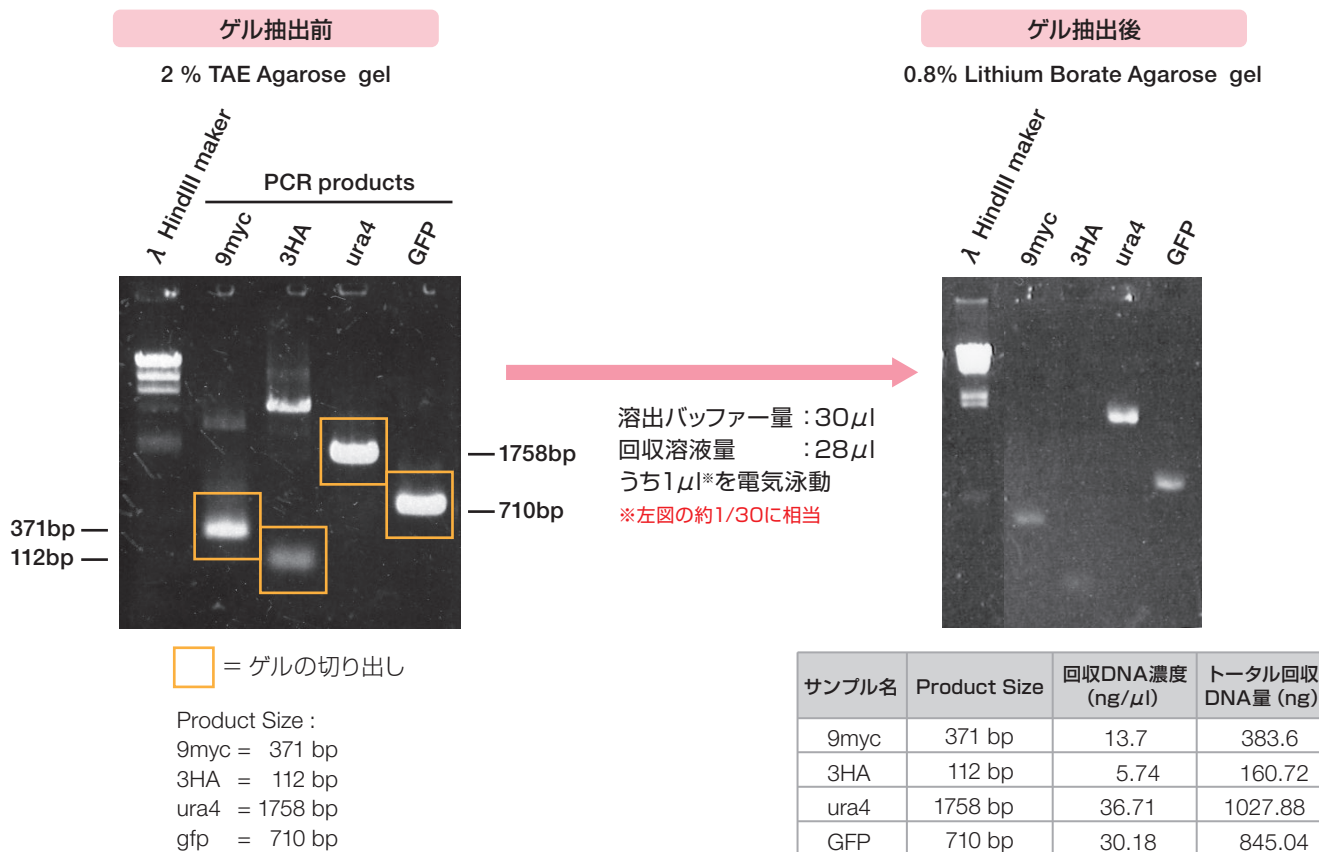 ゲル抽出前
2 % TAE Agarose gel
λ HindIII maker
PCR products
9myc
3HA
ura4
GFP
371bp
112bp
1758bp
710bp
= ゲルの切り出し
Product Size :
9myc = 371 bp
3HA = 112 bp
ura4 = 1758 bp
gfp = 710 bp
溶出バッファー量 : 30μl
回収溶液量 : 28μl
うち1μl※を電気泳動
※左図の約1/30に相当
ゲル抽出後
0.8% Lithium Borate Agarose gel
λ HindIII maker
9myc
3HA
ura4
GFP
サンプル名 Product Size 回収DNA濃度 (ng/μl) トータル回収 DNA量 (ng)
9myc 371 bp 13.7 383.6
3HA 112 bp 5.74 160.72
ura4 1758 bp 36.71 1027.88
GFP 710 bp 30.18 845.04